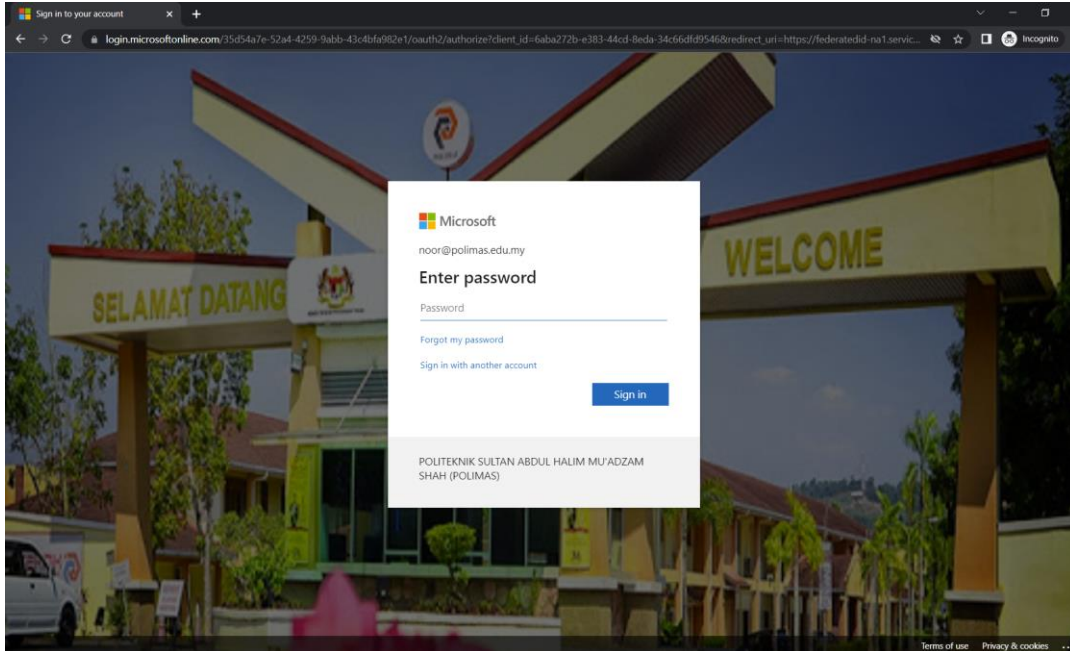 Sign in to your account
login.microsoftonline.com/35d54a7e-52a4-4259-9abb-43c4bfa982e1/oauth2/authorize?client_id=6aba272b-e383-44cd-8eda-34c66dfd9546&redirect_uri=https://federatedid-na1.servic...
Incognito
SELAMAT DATANG
WELCOME
Microsoft
noor@polimas.edu.my
Enter password
Password
Forgot my password
Sign in with another account
Sign in
POLITEKNIK SULTAN ABDUL HALIM MU'ADZAM
SHAH (POLIMAS)
Terms of use Privacy & cookies ...